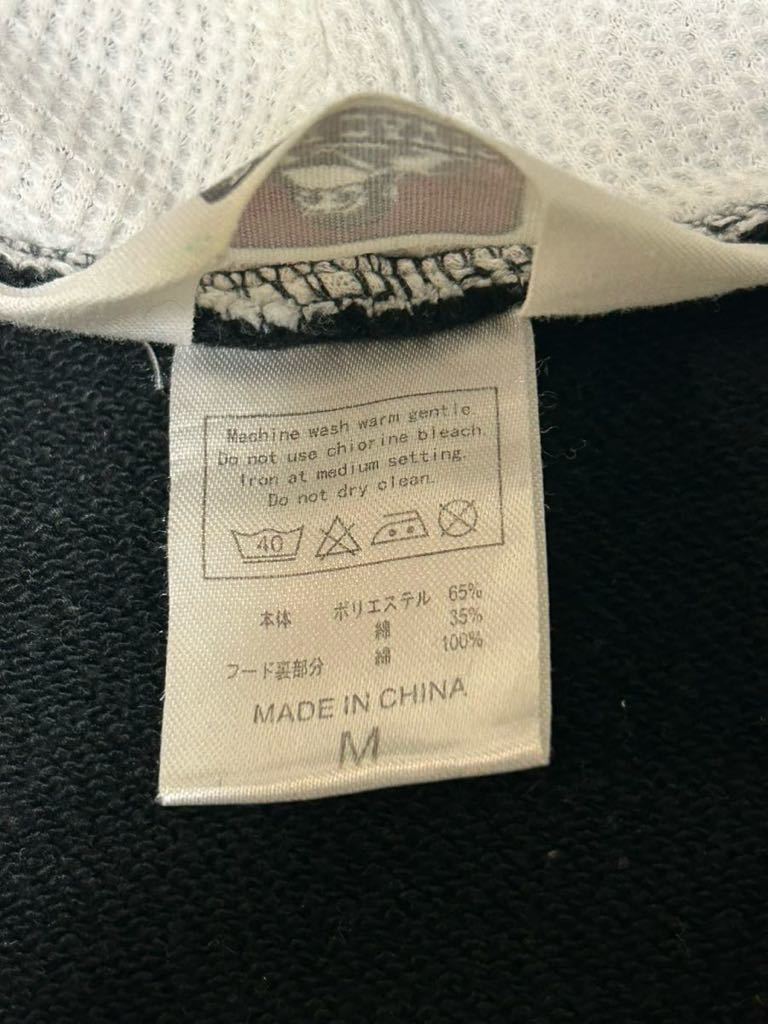 Machine wash warm gentle.
Do not use chlorine bleach.
Iron at medium setting.
Do not dry clean.
40
本体 ポリエステル 65%
綿 35%
フード裏部分 綿 100%
MADE IN CHINA
M